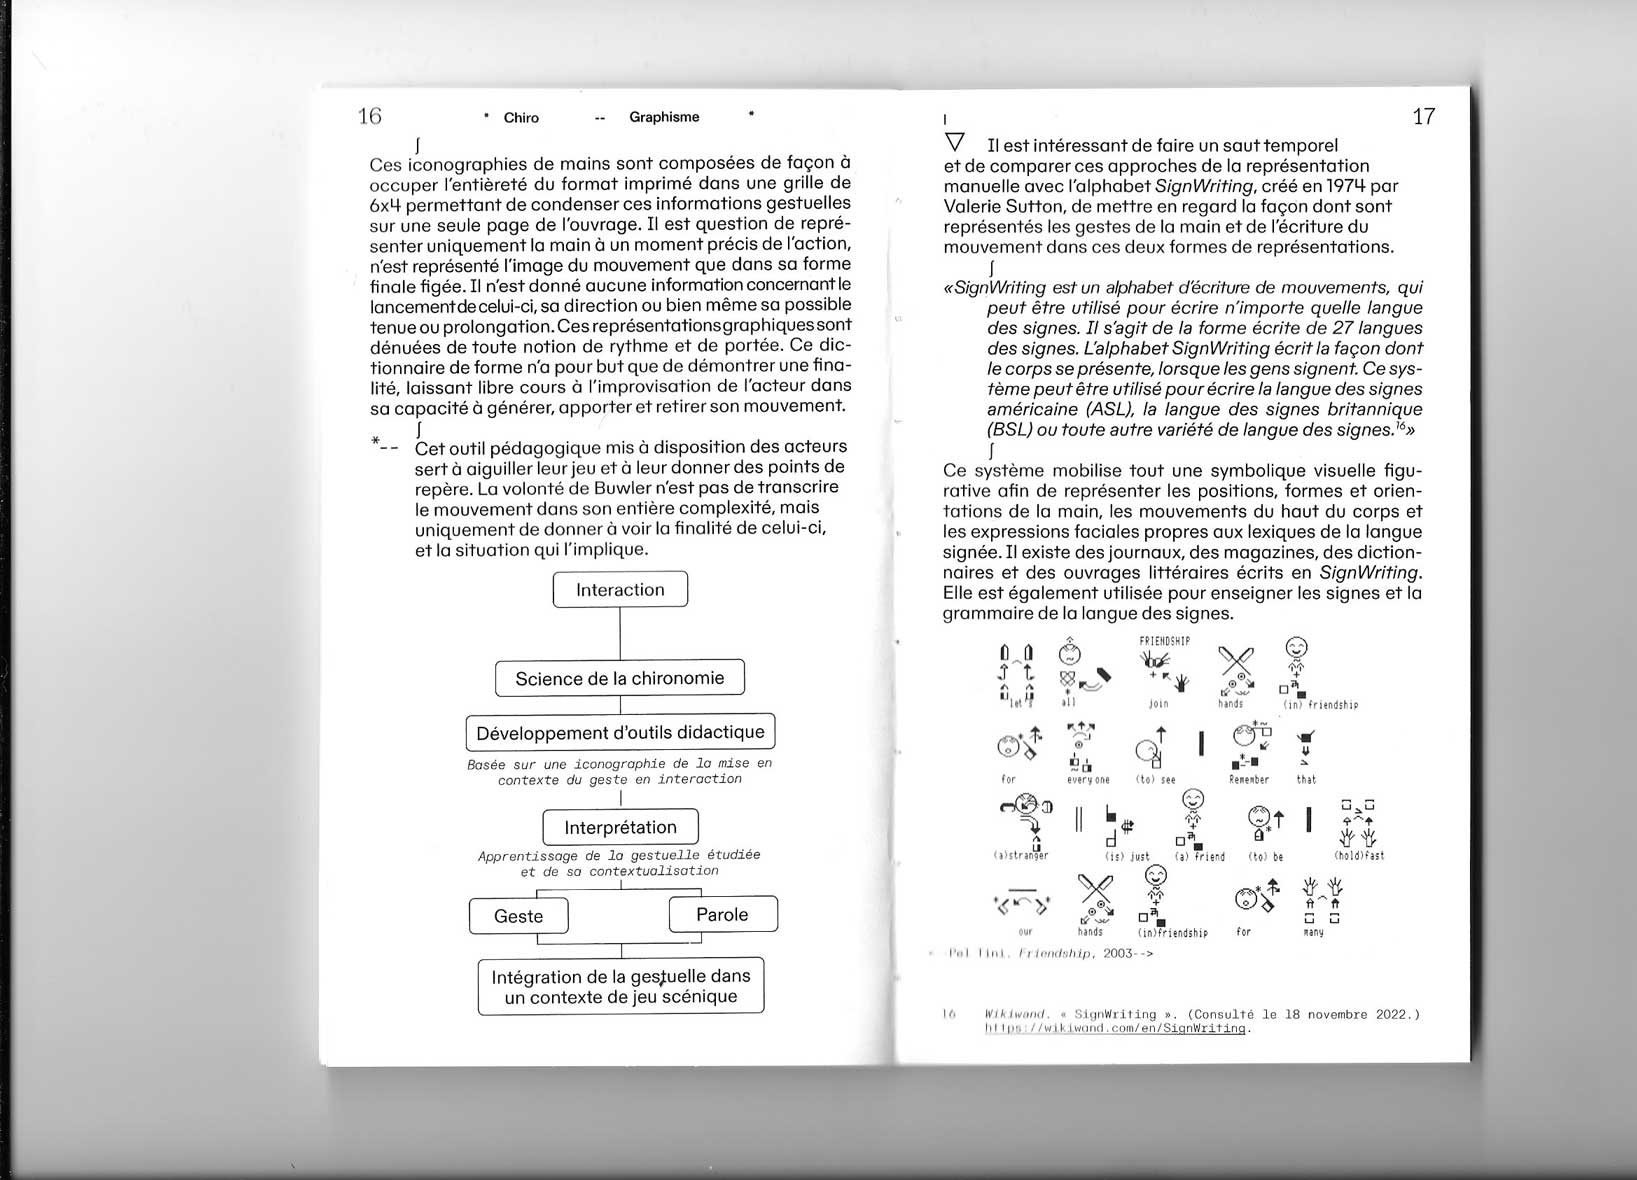 16 * Chiro -- Graphisme *
∫
Ces iconographies de mains sont composées de façon à
occuper l'entièreté du format imprimé dans une grille de
6x4 permettant de condenser ces informations gestuelles
sur une seule page de l'ouvrage. Il est question de repré-
senter uniquement la main à un moment précis de l'action,
n'est représenté l'image du mouvement que dans sa forme
finale figée. Il n'est donné aucune information concernant le
lancement de celui-ci, sa direction ou bien même sa possible
tenue ou prolongation. Ces représentations graphiques sont
dénuées de toute notion de rythme et de portée. Ce dic-
tionnaire de forme n'a pour but que de démontrer une fina-
lité, laissant libre cours à l'improvisation de l'acteur dans
sa capacité à générer, apporter et retirer son mouvement.
∫
*-- Cet outil pédagogique mis à disposition des acteurs
sert à aiguiller leur jeu et à leur donner des points de
repère. La volonté de Buwler n'est pas de transcrire
le mouvement dans son entière complexité, mais
uniquement de donner à voir la finalité de celui-ci,
et la situation qui l'implique.
Interaction
Science de la chironomie
Développement d'outils didactique
Basée sur une iconographie de la mise en
contexte du geste en interaction
Interprétation
Apprentissage de la gestuelle étudiée
et de sa contextualisation
Geste
Parole
Intégration de la gestuelle dans
un contexte de jeu scénique
17
▽ Il est intéressant de faire un saut temporel
et de comparer ces approches de la représentation
manuelle avec l'alphabet SignWriting, créé en 1974 par
Valerie Sutton, de mettre en regard la façon dont sont
représentés les gestes de la main et de l'écriture du
mouvement dans ces deux formes de représentations.
∫
«SignWriting est un alphabet d'écriture de mouvements, qui
peut être utilisé pour écrire n'importe quelle langue
des signes. Il s'agit de la forme écrite de 27 langues
des signes. L'alphabet SignWriting écrit la façon dont
le corps se présente, lorsque les gens signent. Ce sys-
tème peut être utilisé pour écrire la langue des signes
américaine (ASL), la langue des signes britannique
(BSL) ou toute autre variété de langue des signes.16»
∫
Ce système mobilise tout une symbolique visuelle figu-
rative afin de représenter les positions, formes et orien-
tations de la main, les mouvements du haut du corps et
les expressions faciales propres aux lexiques de la langue
signée. Il existe des journaux, des magazines, des diction-
naires et des ouvrages littéraires écrits en SignWriting.
Elle est également utilisée pour enseigner les signes et la
grammaire de la langue des signes.
FRIENDSHIP
let's all join hands (in) friendship
for everyone (to) see Remember that
(a)stranger (is) just (a) friend (to) be (hold)fast
our hands (in)friendship for many
Friendship, 2003-->
16 Wikiwand. « SignWriting ». (Consulté le 18 novembre 2022.)
https://wikiwand.com/en/SignWriting.